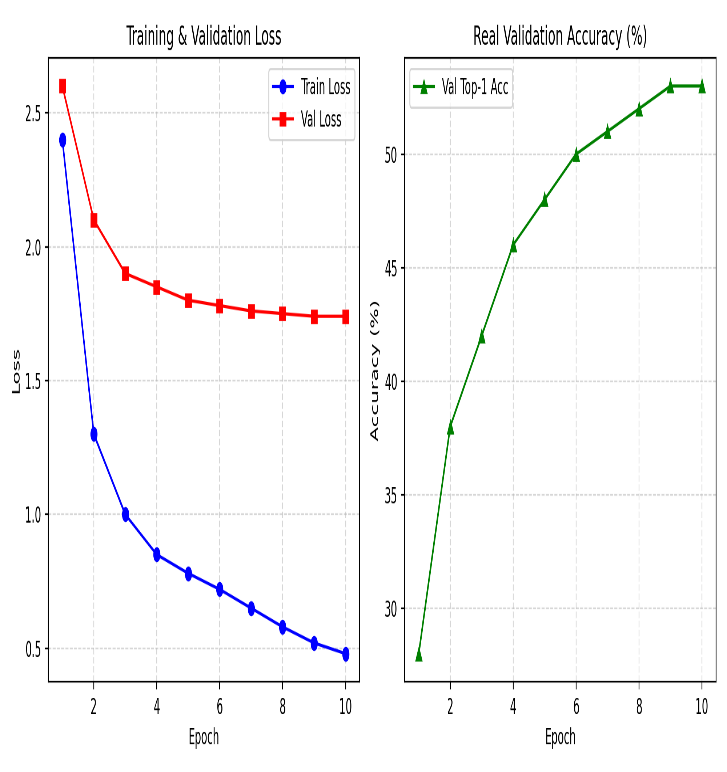 Training & Validation Loss
Train Loss
Val Loss
Loss
2.5
2.0
1.5
1.0
0.5
2 4 6 8 10
Epoch
Real Validation Accuracy (%)
Val Top-1 Acc
Accuracy (%)
50
45
40
35
30
2 4 6 8 10
Epoch